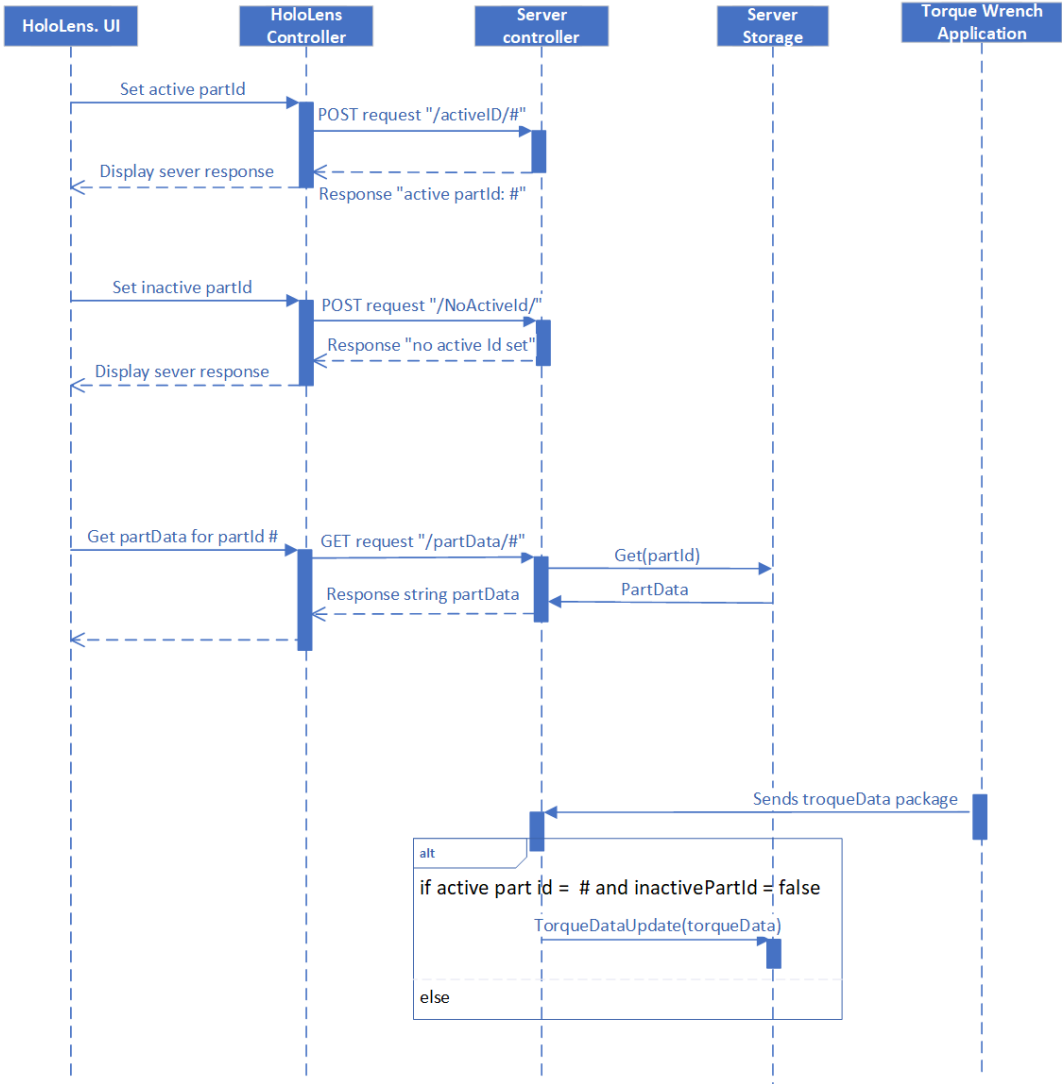 HoloLens. UI
HoloLens
Controller
Server
controller
Server
Storage
Torque Wrench
Application
Set active partId
POST request "/activeID/#"
Display sever response
Response "active partId: #"
Set inactive partId
POST request "/NoActiveId/"
Response "no active Id set"
Display sever response
Get partData for partId #
GET request "/partData/#"
Get(partId)
PartData
Response string partData
Sends troqueData package
alt
if active part id = # and inactivePartId = false
TorqueDataUpdate(torqueData)
else